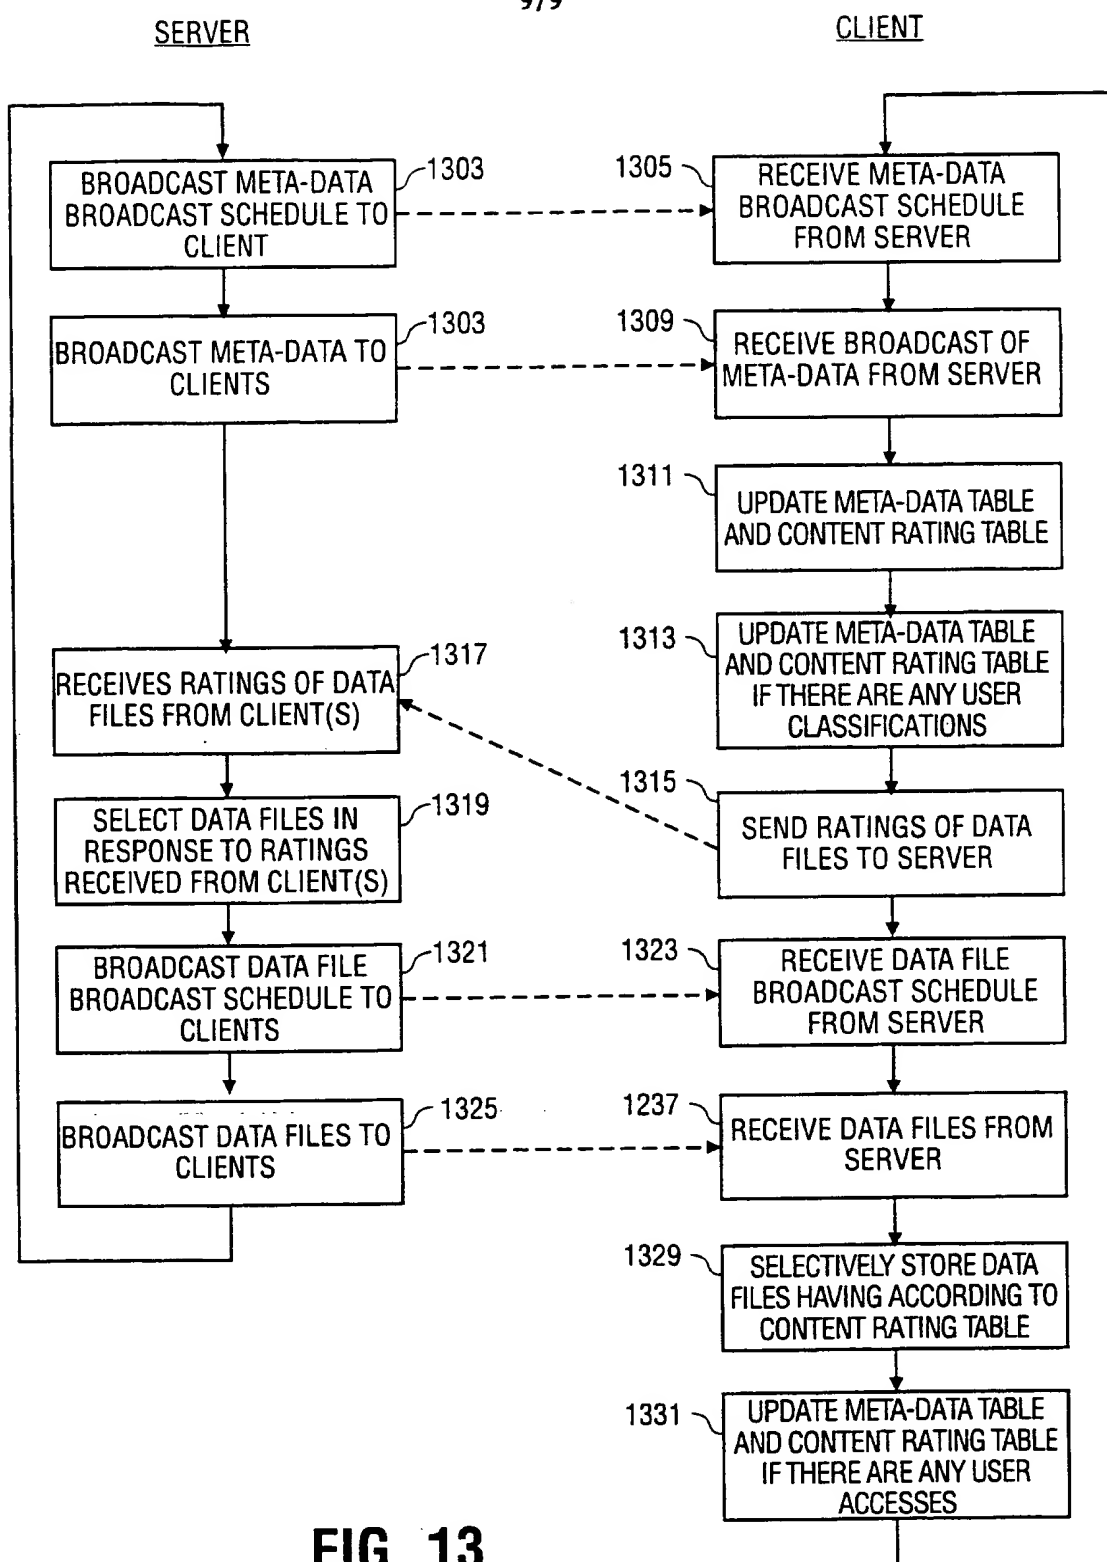 9/9
SERVER
CLIENT
BROADCAST META-DATA
BROADCAST SCHEDULE TO
CLIENT
1303
1305
RECEIVE META-DATA
BROADCAST SCHEDULE
FROM SERVER
BROADCAST META-DATA TO
CLIENTS
1303
1309
RECEIVE BROADCAST OF
META-DATA FROM SERVER
1311
UPDATE META-DATA TABLE
AND CONTENT RATING TABLE
1313
UPDATE META-DATA TABLE
AND CONTENT RATING TABLE
IF THERE ARE ANY USER
CLASSIFICATIONS
RECEIVES RATINGS OF DATA
FILES FROM CLIENT(S)
1317
1315
SEND RATINGS OF DATA
FILES TO SERVER
SELECT DATA FILES IN
RESPONSE TO RATINGS
RECEIVED FROM CLIENT(S)
1319
BROADCAST DATA FILE
BROADCAST SCHEDULE TO
CLIENTS
1321
1323
RECEIVE DATA FILE
BROADCAST SCHEDULE
FROM SERVER
BROADCAST DATA FILES TO
CLIENTS
1325
1237
RECEIVE DATA FILES FROM
SERVER
1329
SELECTIVELY STORE DATA
FILES HAVING ACCORDING TO
CONTENT RATING TABLE
1331
UPDATE META-DATA TABLE
AND CONTENT RATING TABLE
IF THERE ARE ANY USER
ACCESSES
FIG. 13